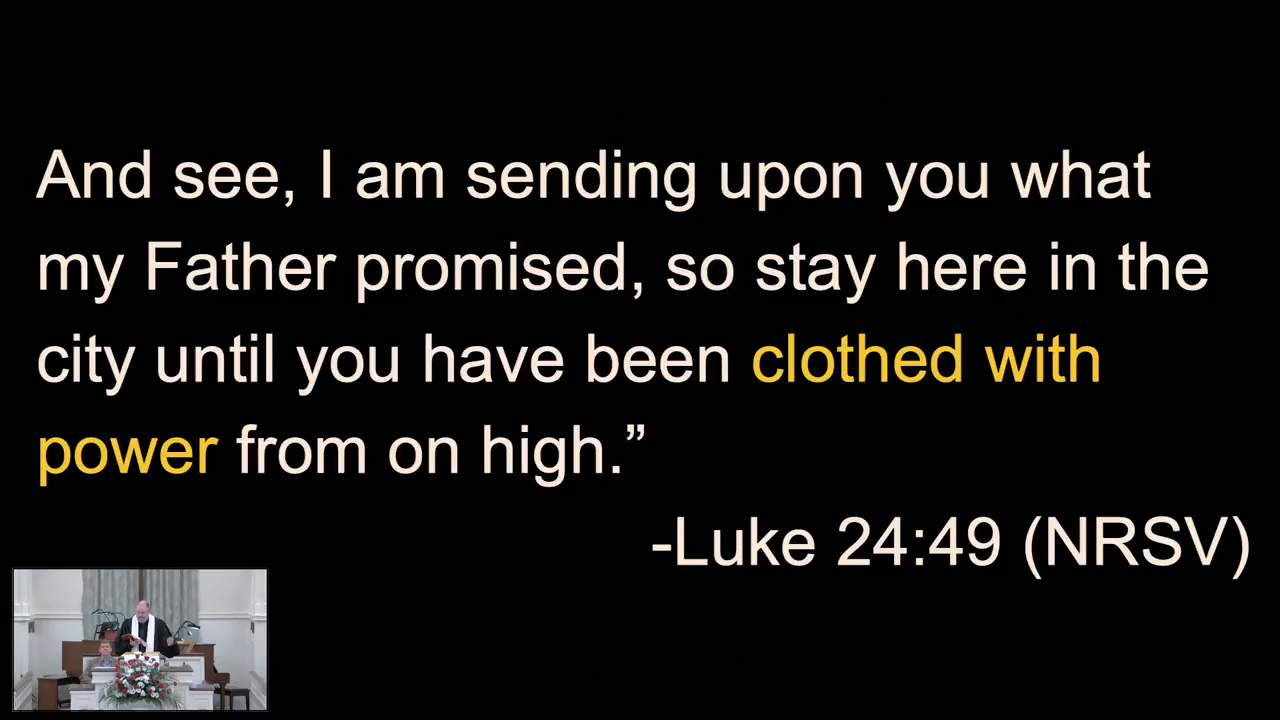 And see, I am sending upon you what
my Father promised, so stay here in the
city until you have been clothed with
power from on high.”
-Luke 24:49 (NRSV)